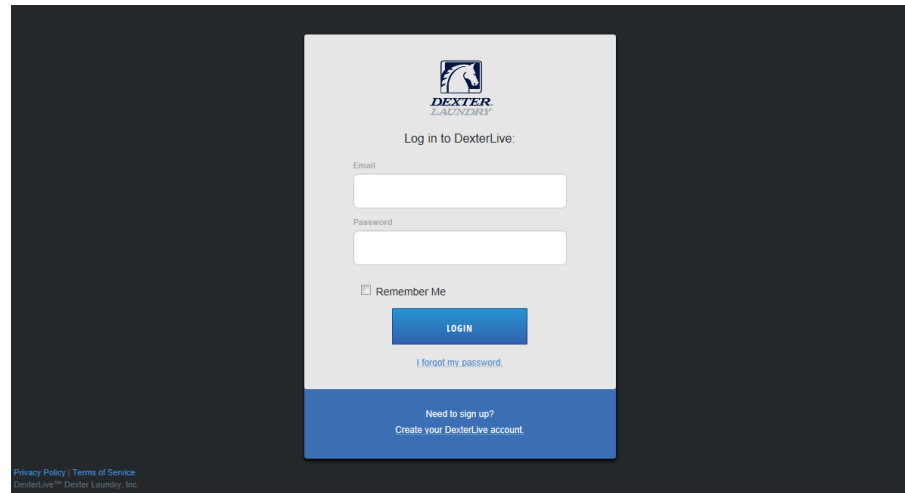 DEXTER
LAUNDRY
Log in to DexterLive:
Email
Password
Remember Me
LOGIN
I forgot my password.
Need to sign up?
Create your DexterLive account.
Privacy Policy | Terms of Service
DexterLive™ Dexter Laundry, Inc.